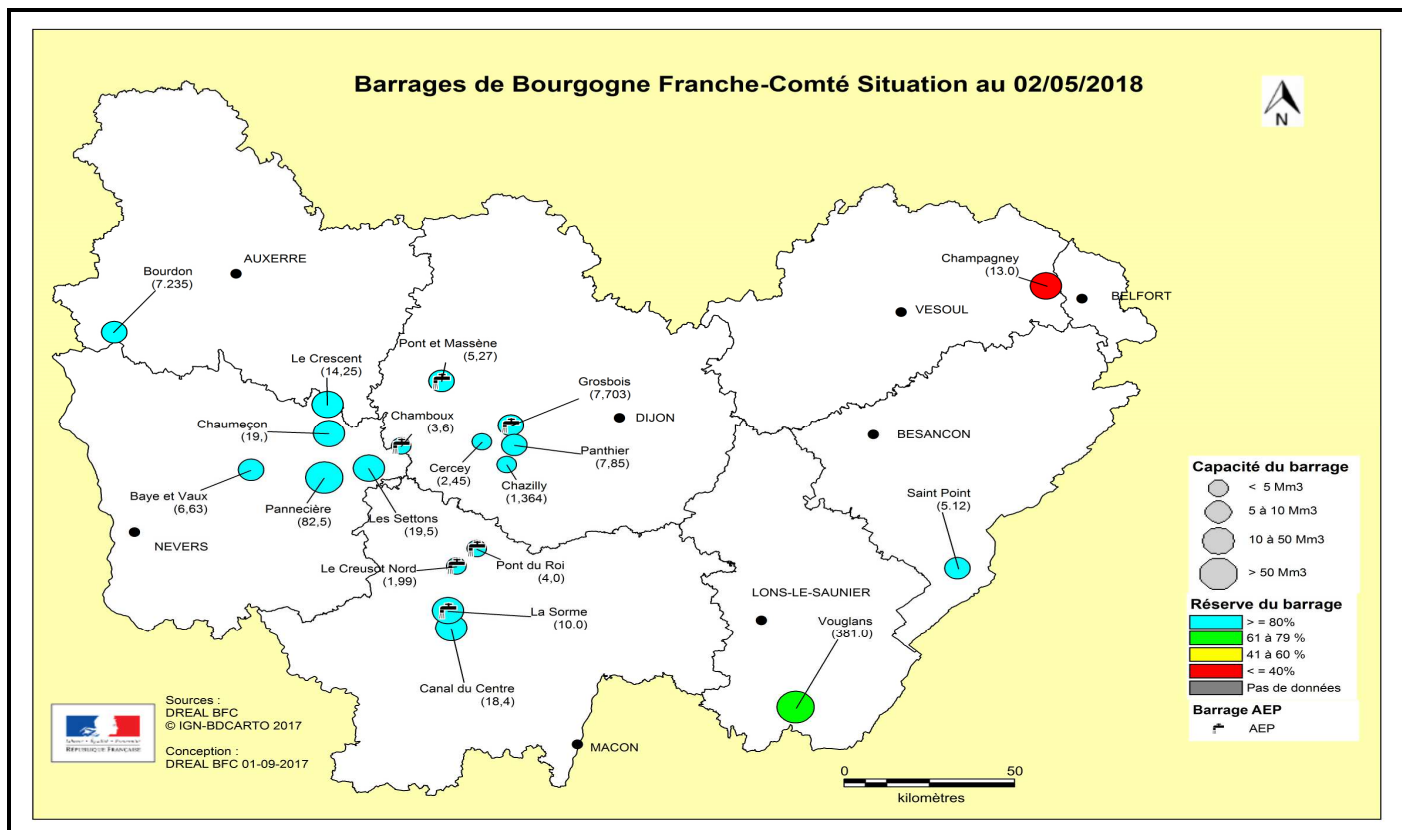 Barrages de Bourgogne Franche-Comté Situation au 02/05/2018
N
Bourdon
(7.235)
AUXERRE
Champagney
(13.0)
BELFORT
VESOUL
Le Crescent
(14,25)
Pont et Massène
(5,27)
Grosbois
(7,703)
Chaumeçon
(19,)
Chamboux
(3,6)
DIJON
BESANCON
Cercey
(2,45)
Panthier
(7,85)
Chazilly
(1,364)
Baye et Vaux
(6,63)
Pannecière
(82,5)
Les Settons
(19,5)
NEVERS
Saint Point
(5.12)
Le Creusot Nord
(1,99)
Pont du Roi
(4,0)
La Sorme
(10.0)
LONS-LE-SAUNIER
Vouglans
(381.0)
Canal du Centre
(18,4)
MACON
Capacité du barrage
< 5 Mm3
5 à 10 Mm3
10 à 50 Mm3
> 50 Mm3
Réserve du barrage
> = 80%
61 à 79 %
41 à 60 %
< = 40%
Pas de données
Barrage AEP
AEP
Sources :
DREAL BFC
© IGN-BDCARTO 2017
Conception :
DREAL BFC 01-09-2017
Liberté • Égalité • Fraternité
RÉPUBLIQUE FRANÇAISE
0 50
kilomètres